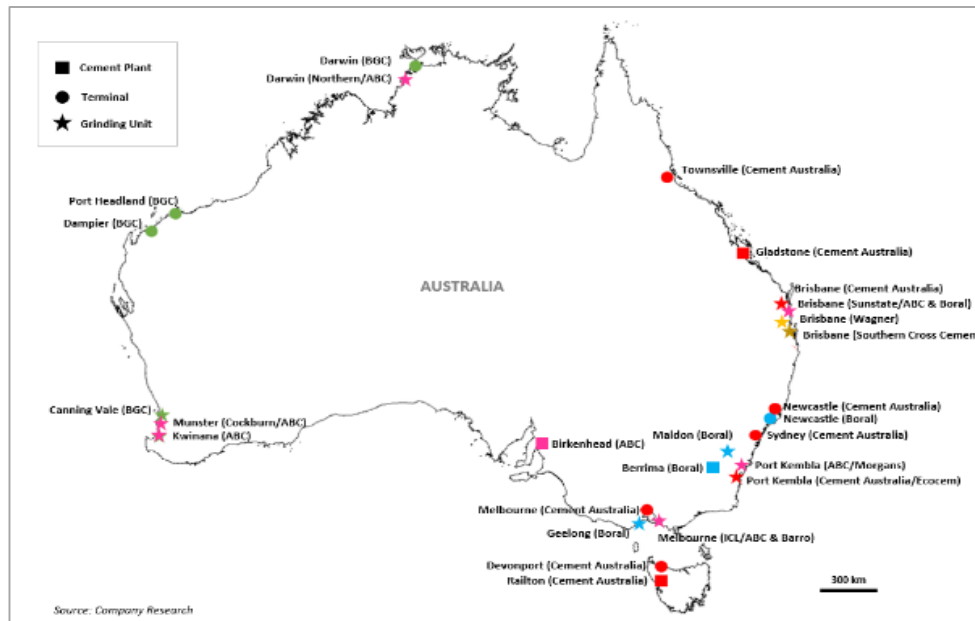 Cement Plant
Terminal
Grinding Unit
Darwin (BGC)
Darwin (Northern/ABC)
Townsville (Cement Australia)
Port Headland (BGC)
Dampier (BGC)
Gladstone (Cement Australia)
AUSTRALIA
Brisbane (Cement Australia)
Brisbane (Sunstate/ABC & Boral)
Brisbane (Wagner)
Brisbane (Southern Cross Cemen
Canning Vale (BGC)
Munster (Cockburn/ABC)
Kwinana (ABC)
Newcastle (Cement Australia)
Newcastle (Boral)
Sydney (Cement Australia)
Maldon (Boral)
Birkenhead (ABC)
Berrima (Boral)
Port Kembla (ABC/Morgans)
Port Kembla (Cement Australia/Ecocem)
Melbourne (Cement Australia)
Geelong (Boral)
Melbourne (ICL/ABC & Barro)
Devonport (Cement Australia)
Railton (Cement Australia)
300 km
Source: Company Research